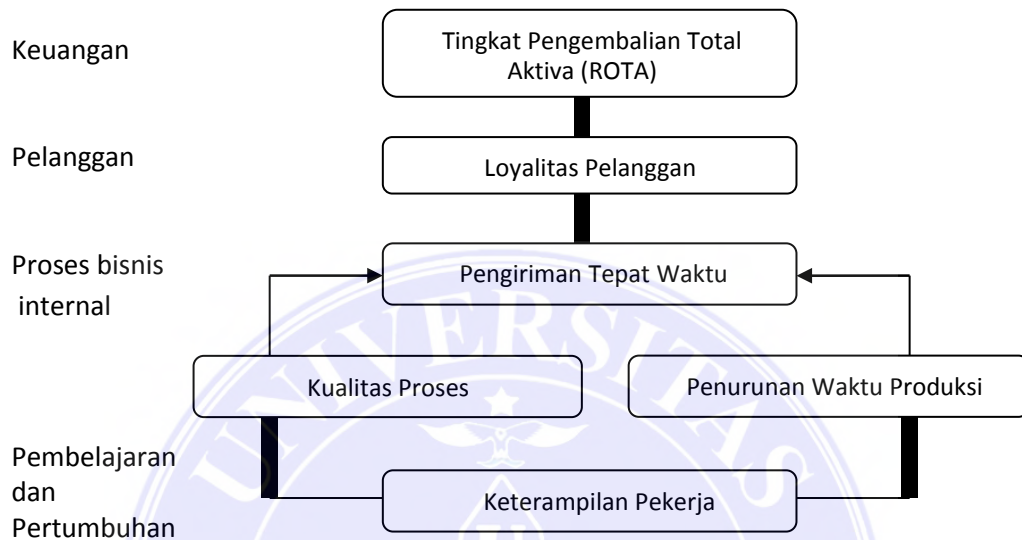 Keuangan
Tingkat Pengembalian Total
Aktiva (ROTA)
Pelanggan
Loyalitas Pelanggan
Proses bisnis
internal
Pengiriman Tepat Waktu
Kualitas Proses
Penurunan Waktu Produksi
Pembelajaran
dan
Pertumbuhan
Keterampilan Pekerja
UNIVERSITAS